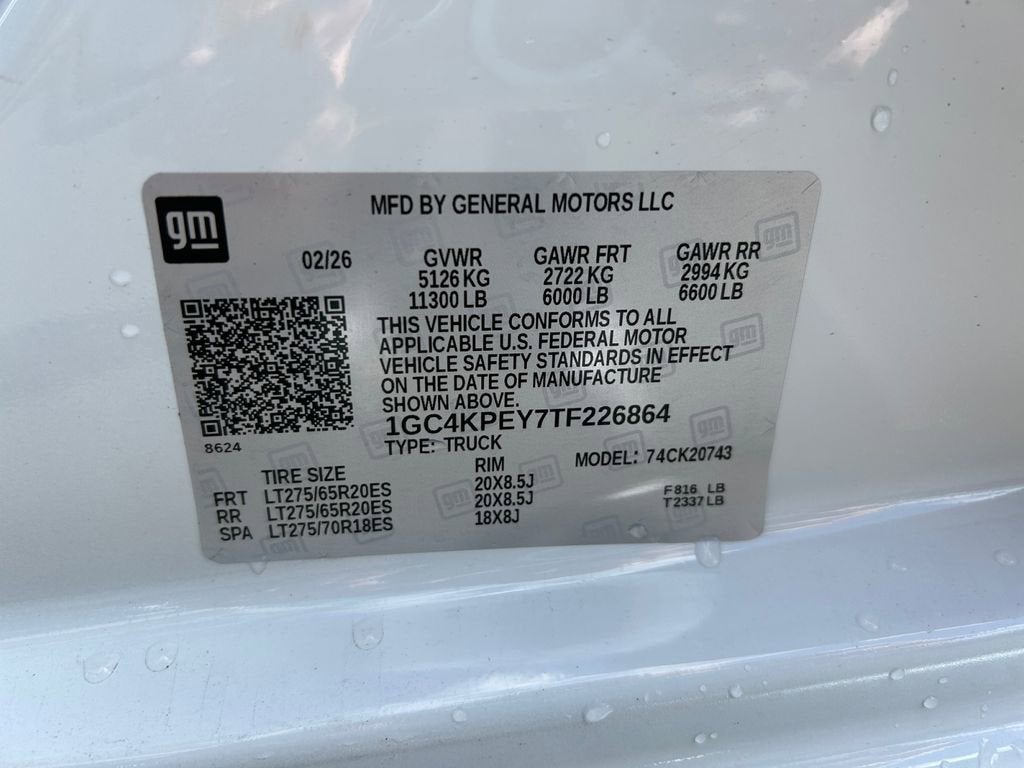 gm
MFD BY GENERAL MOTORS LLC
02/26 GVWR GAWR FRT GAWR RR
5126 KG 2722 KG 2994 KG
11300 LB 6000 LB 6600 LB
THIS VEHICLE CONFORMS TO ALL
APPLICABLE U.S. FEDERAL MOTOR
VEHICLE SAFETY STANDARDS IN EFFECT
ON THE DATE OF MANUFACTURE
SHOWN ABOVE.
1GC4KPEY7TF226864
8624
TYPE: TRUCK MODEL: 74CK20743
TIRE SIZE RIM
FRT LT275/65R20ES 20X8.5J F 816 LB
RR LT275/65R20ES 20X8.5J T 2337 LB
SPA LT275/70R18ES 18X8J